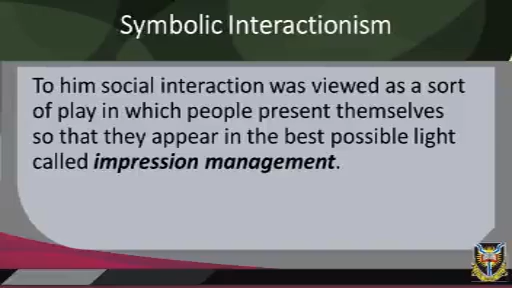 Symbolic Interactionism
To him social interaction was viewed as a sort
of play in which people present themselves
so that they appear in the best possible light
called impression management.